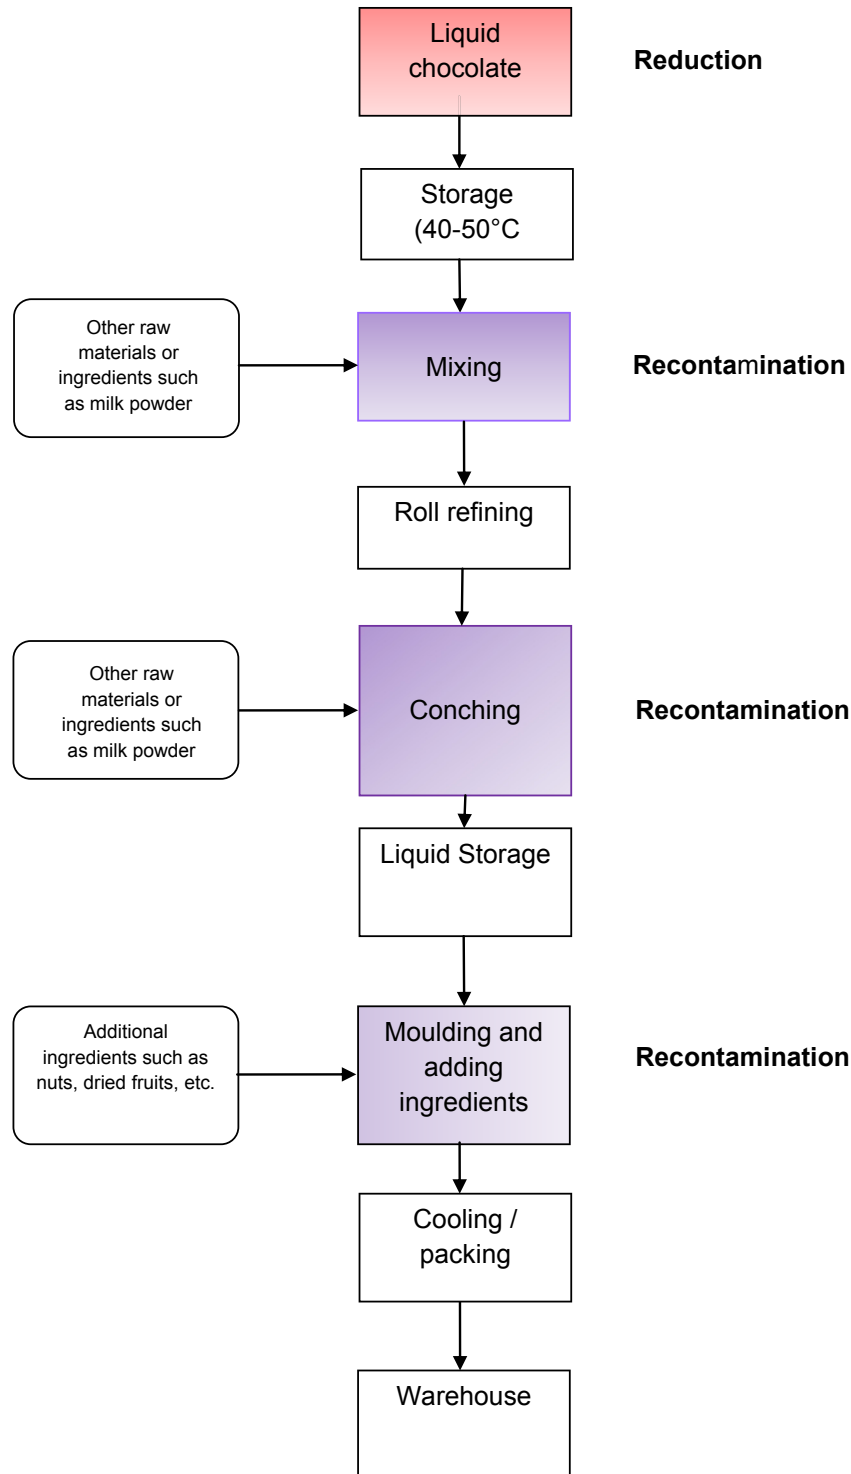 Liquid
chocolate
Reduction
Storage
(40-50°C
Other raw
materials or
ingredients such
as milk powder
Mixing
Recontamination
Roll refining
Other raw
materials or
ingredients such
as milk powder
Conching
Recontamination
Liquid Storage
Additional
ingredients such as
nuts, dried fruits, etc.
Moulding and
adding
ingredients
Recontamination
Cooling /
packing
Warehouse